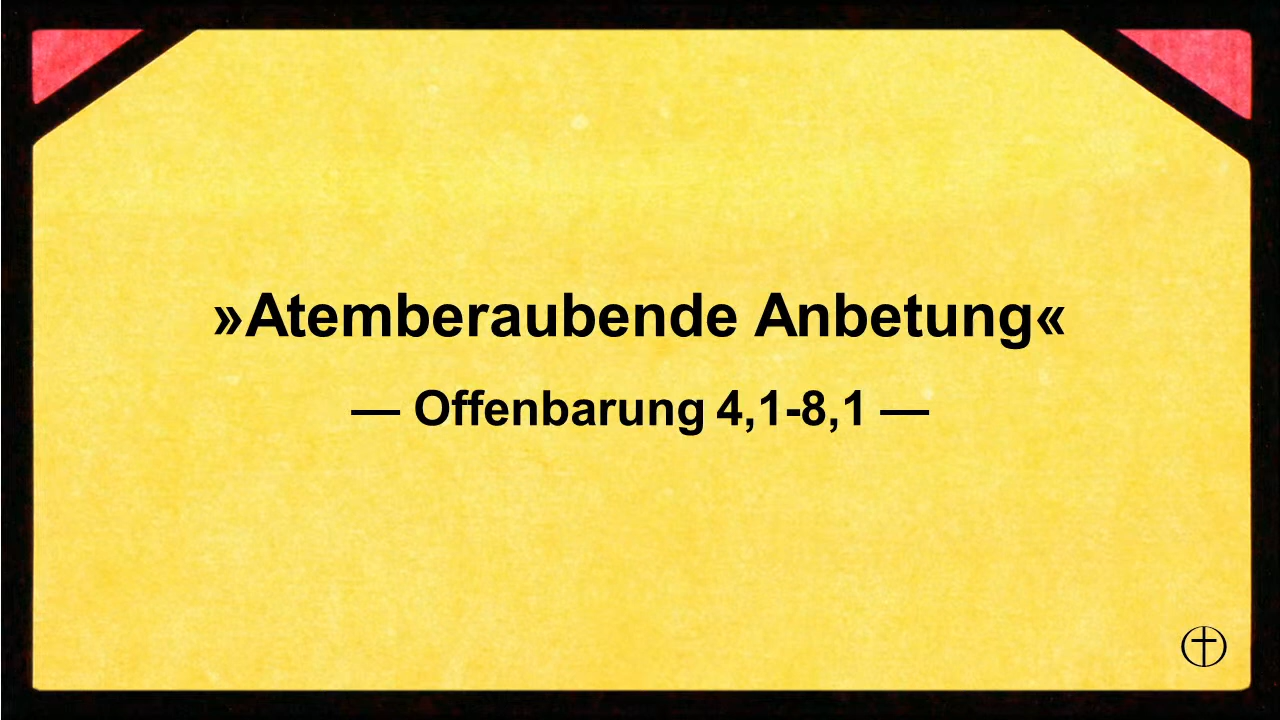 »Atemberaubende Anbetung«
— Offenbarung 4,1-8,1 —